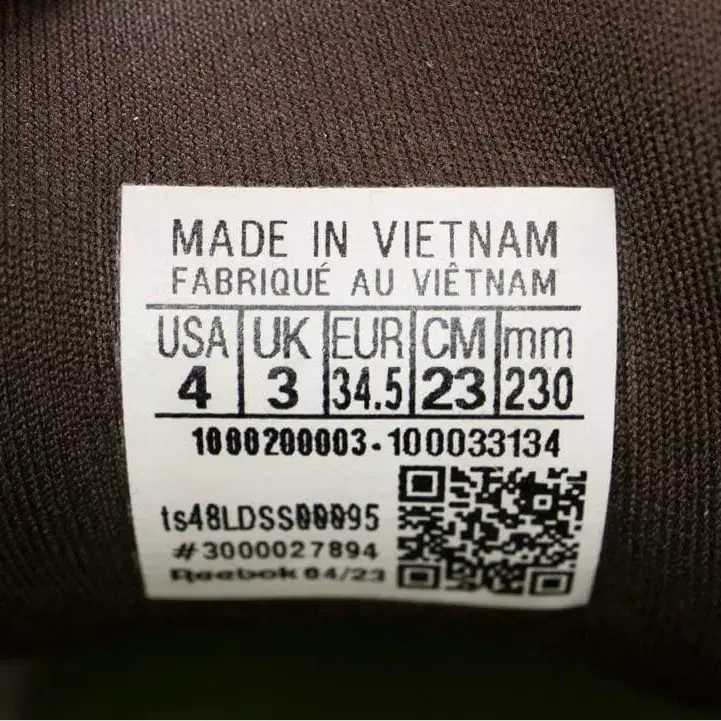 MADE IN VIETNAM
FABRIQUÉ AU VIÊTNAM
USA UK EUR CM mm
4 3 34.5 23 230
1000200003-100033134
ts48LDSS00095
#3000027894
Reebok 04/23